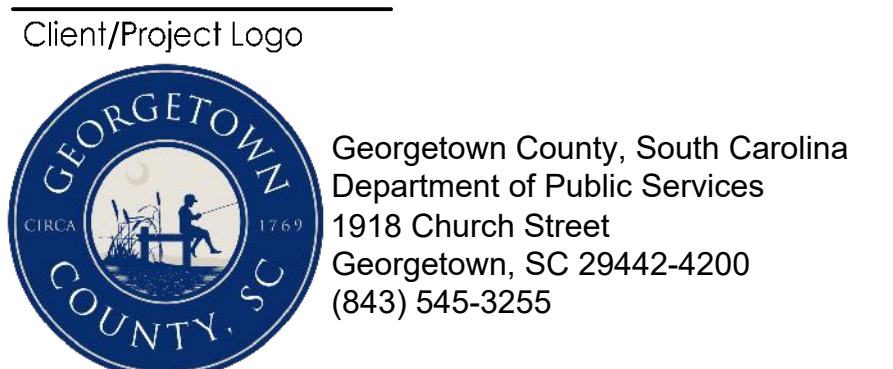 Client/Project Logo
GEORGETOWN
CIRCA 1769
COUNTY, SC
Georgetown County, South Carolina
Department of Public Services
1918 Church Street
Georgetown, SC 29442-4200
(843) 545-3255